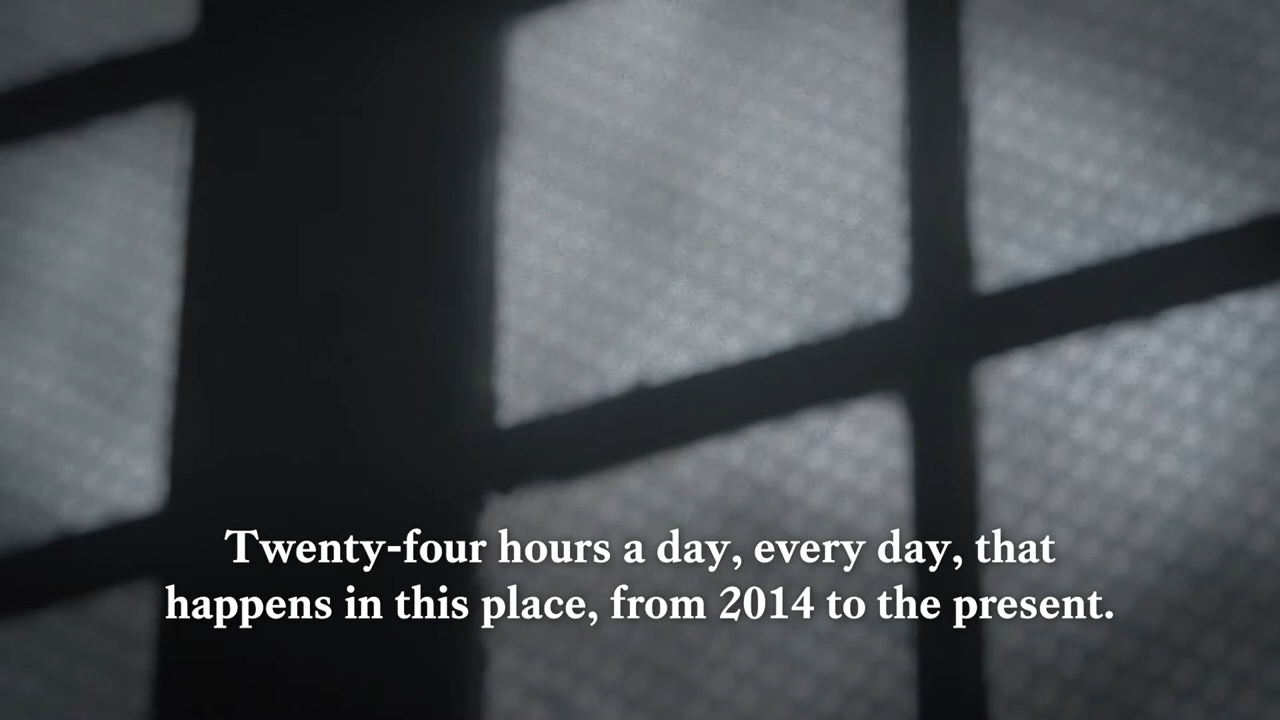 Twenty-four hours a day, every day, that
happens in this place, from 2014 to the present.